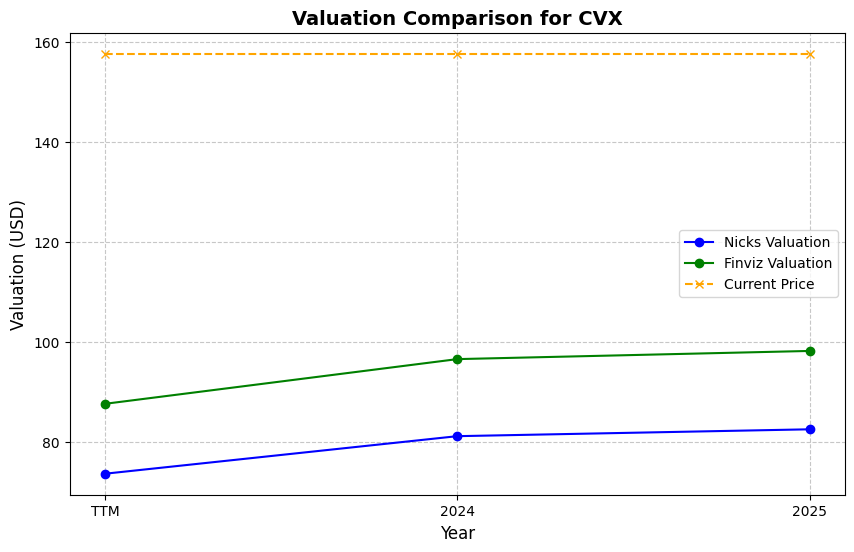 Valuation Comparison for CVX
Valuation (USD)
160
140
120
100
80
Nicks Valuation
Finviz Valuation
Current Price
TTM
2024
2025
Year